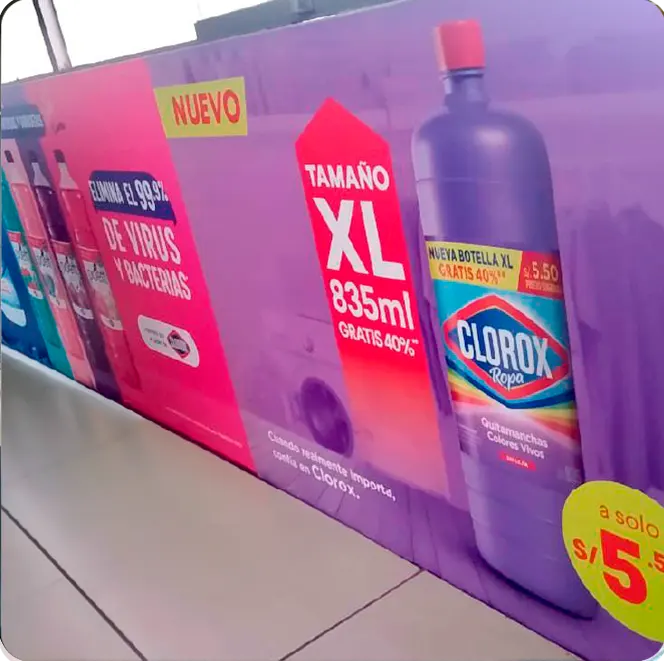 NUEVO
ELIMINA EL 99.9%
DE VIRUS
Y BACTERIAS
TAMAÑO
XL
835ml
GRATIS 40%**
NUEVA BOTELLA XL
GRATIS 40%**
S/.5.50
CLOROX
Ropa
Quitamanchas
Colores Vivos
Cuando realmente importa,
confía en Clorox.
a solo
S/5.5